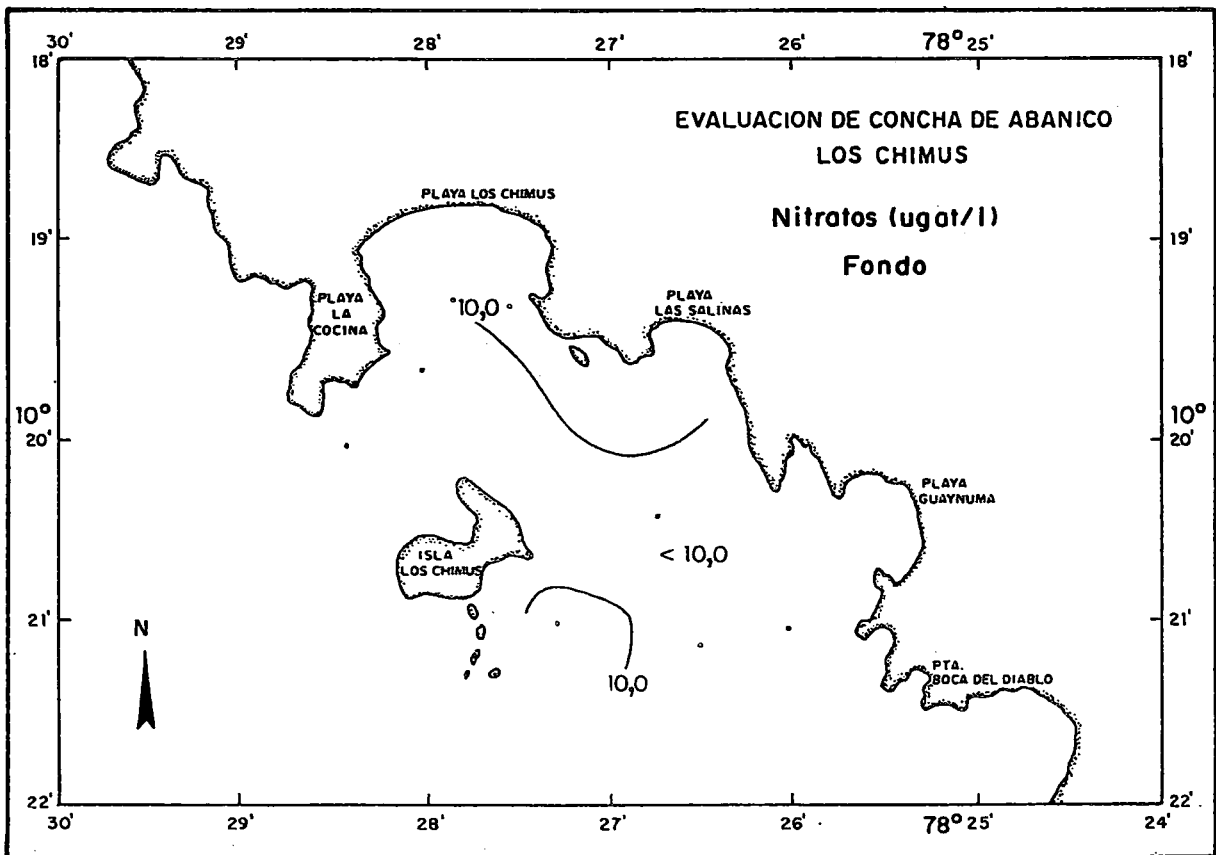 30' 29' 28' 27' 26' 78° 25'
18' 18'
EVALUACION DE CONCHA DE ABANICO
LOS CHIMUS
Nitratos (ugat/l)
Fondo
PLAYA LOS CHIMUS
19' 19'
PLAYA
LA
COCINA
10,0
PLAYA
LAS SALINAS
10° 10°
20' 20'
PLAYA
GUAYNUMA
ISLA
LOS CHIMUS
< 10,0
21' 21'
N
10,0
PTA.
BOCA DEL DIABLO
22' 22'
30' 29' 28' 27' 26' 78° 25' 24'